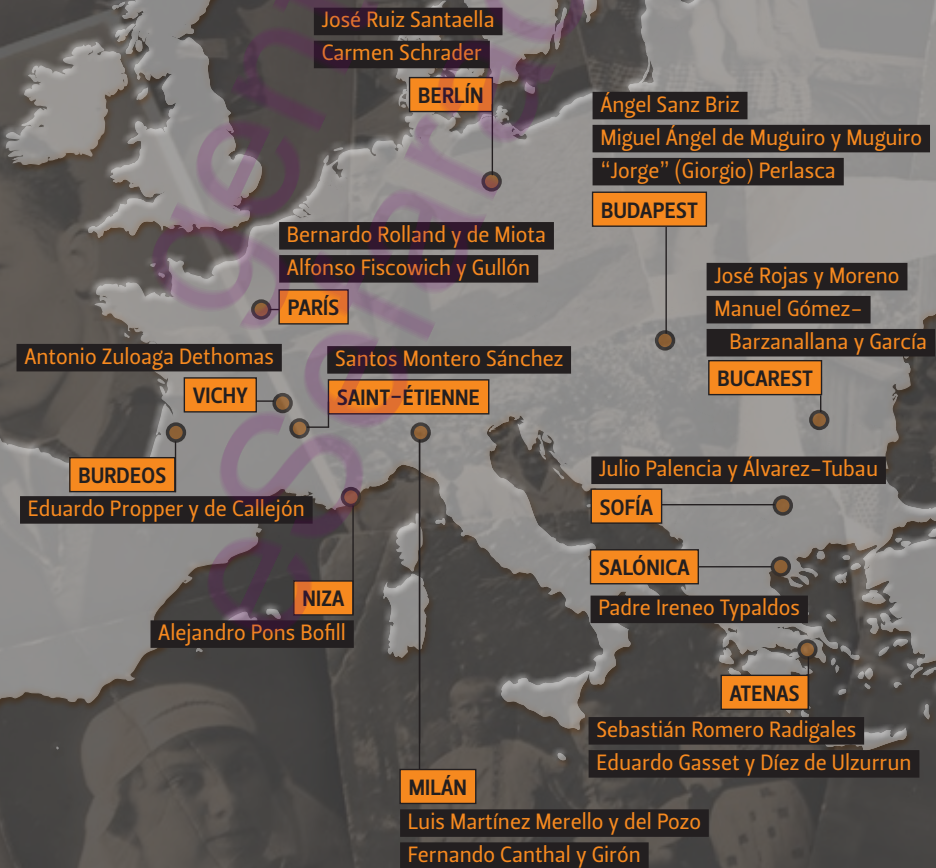 José Ruiz Santaella
Carmen Schrader
BERLÍN
Ángel Sanz Briz
Miguel Ángel de Muguiro y Muguiro
“Jorge” (Giorgio) Perlasca
BUDAPEST
Bernardo Rolland y de Miota
Alfonso Fiscowich y Gullón
PARÍS
José Rojas y Moreno
Manuel Gómez-
Barzanallana y García
BUCAREST
Antonio Zuloaga Dethomas
VICHY
Santos Montero Sánchez
SAINT-ÉTIENNE
BURDEOS
Eduardo Propper y de Callejón
Julio Palencia y Álvarez-Tubau
SOFÍA
SALÓNICA
Padre Ireneo Typaldos
NIZA
Alejandro Pons Bofill
ATENAS
Sebastián Romero Radigales
Eduardo Gasset y Díez de Ulzurrun
MILÁN
Luis Martínez Merello y del Pozo
Fernando Canthal y Girón